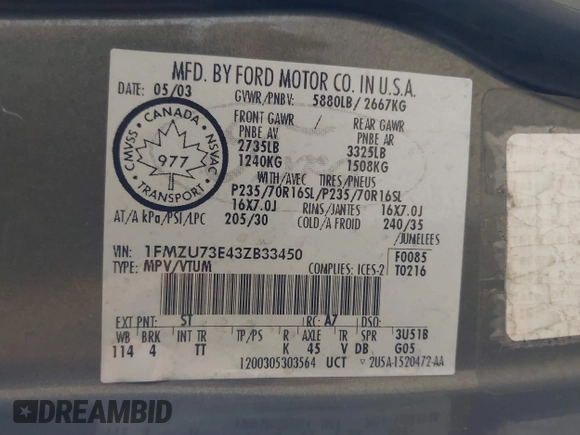 MFD. BY FORD MOTOR CO. IN U.S.A.
DATE: 05/03 GVWR/PNBV: 5880LB/2667KG
FRONT GAWR REAR GAWR
PNBE AV PNBE AR
2735LB 3325LB
1240KG 1508KG
CMVSS CANADA NSVAC
977
TRANSPORT
WITH/AVEC TIRES/PNEUS
P235/70R16SL/P235/70R16SL
16X7.0J RIMS/JANTES 16X7.0J
AT/A kPa/PSI/LPC 205/30 COLD/A FROID 240/35
/JUMELEES
VIN: 1FMZU73E43ZB33450 F0085
TYPE: MPV/VTUM COMPLIES: ICES-2 T0216
EXT PNT: ST RC: A7 DSO:
WB BRK INT TR TP/PS R AXLE TR SPR 3U51B
114 4 TT K 45 V DB G05
1200305303564 UCT 2U5A-1520472-AA
DREAMBID